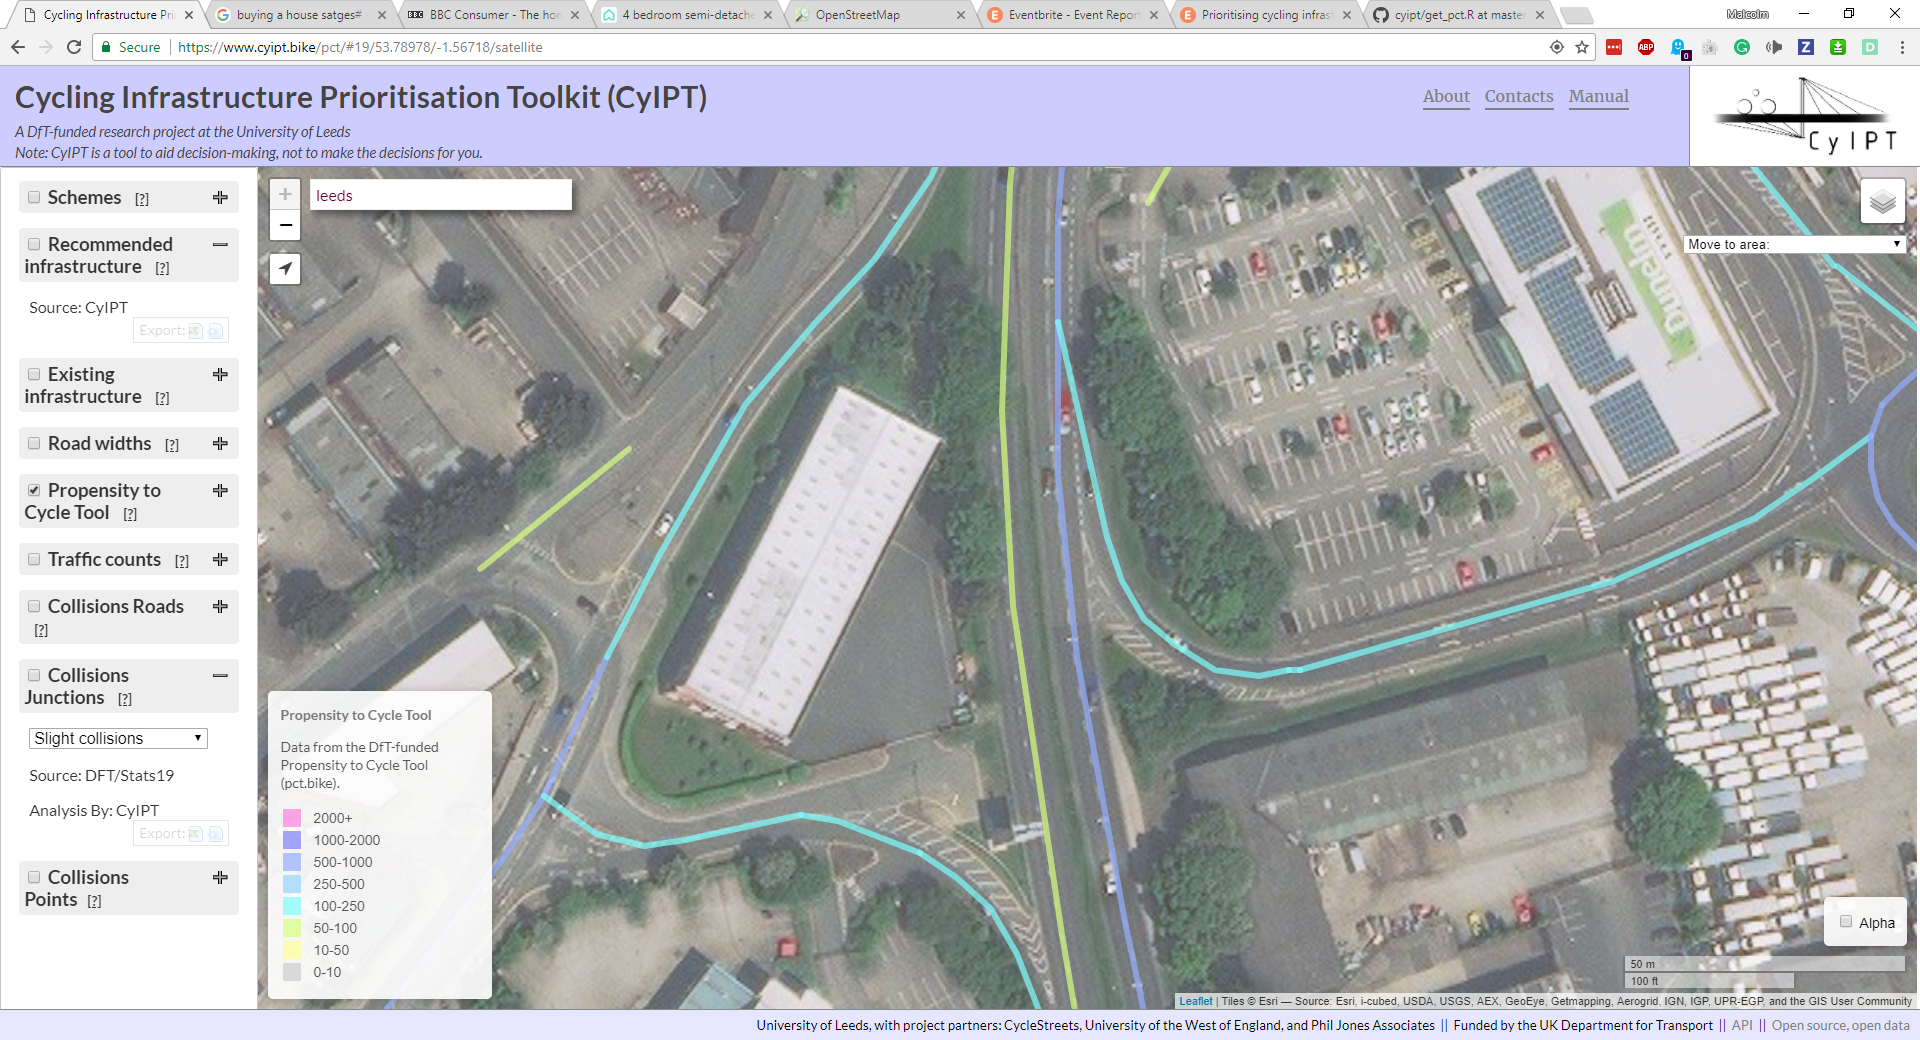 Cycling Infrastructure Pri
buying a house satges#
BBC Consumer - The hor
4 bedroom semi-detache
OpenStreetMap
Eventbrite - Event Report
Prioritising cycling infras
cyipt/get_pct.R at master
Malcolm
Secure
https://www.cyipt.bike/pct/#19/53.78978/-1.56718/satellite
Cycling Infrastructure Prioritisation Toolkit (CyIPT)
A DfT-funded research project at the University of Leeds
Note: CyIPT is a tool to aid decision-making, not to make the decisions for you.
About
Contacts
Manual
CyIPT
Schemes [?]
Recommended
infrastructure [?]
Source: CyIPT
Export:
Existing
infrastructure [?]
Road widths [?]
Propensity to
Cycle Tool [?]
Traffic counts [?]
Collisions Roads
[?]
Collisions
Junctions [?]
Slight collisions
Source: DFT/Stats19
Analysis By: CyIPT
Export:
Collisions
Points [?]
+
−
leeds
Move to area:
Dunelm
Propensity to Cycle Tool
Data from the DfT-funded
Propensity to Cycle Tool
(pct.bike).
2000+
1000-2000
500-1000
250-500
100-250
50-100
10-50
0-10
Alpha
50 m
100 ft
Leaflet | Tiles © Esri — Source: Esri, i-cubed, USDA, USGS, AEX, GeoEye, Getmapping, Aerogrid, IGN, IGP, UPR-EGP, and the GIS User Community
University of Leeds, with project partners: CycleStreets, University of the West of England, and Phil Jones Associates || Funded by the UK Department for Transport || API || Open source, open data